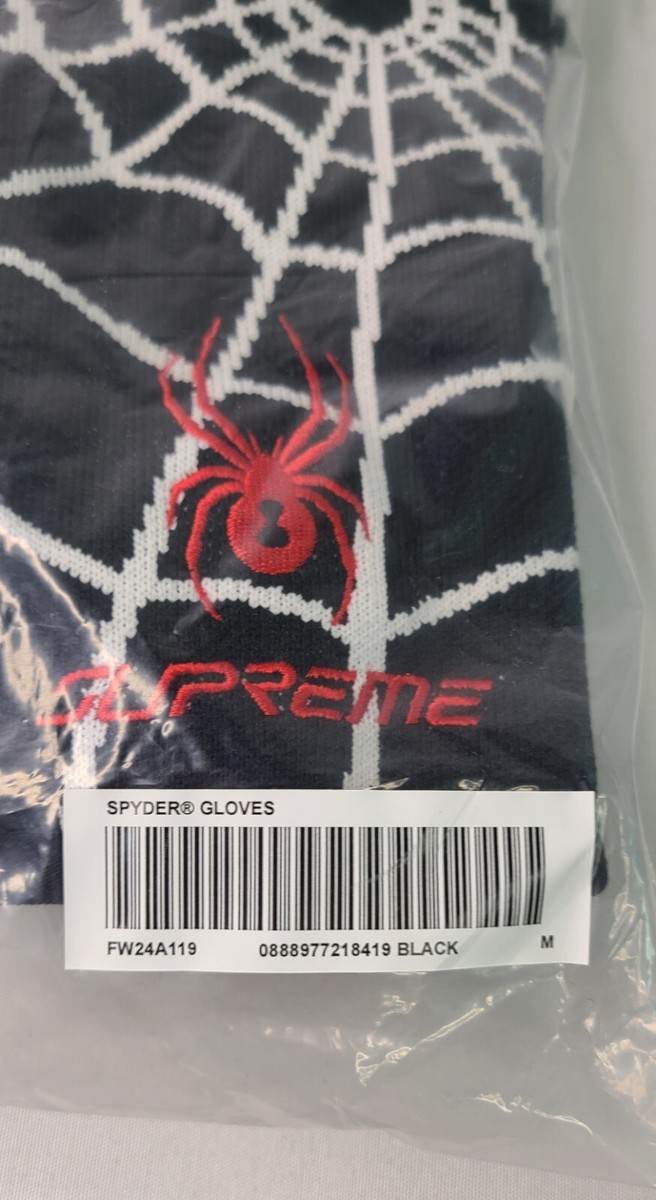 SUPREME
SPYDER® GLOVES
FW24A119 0888977218419 BLACK M